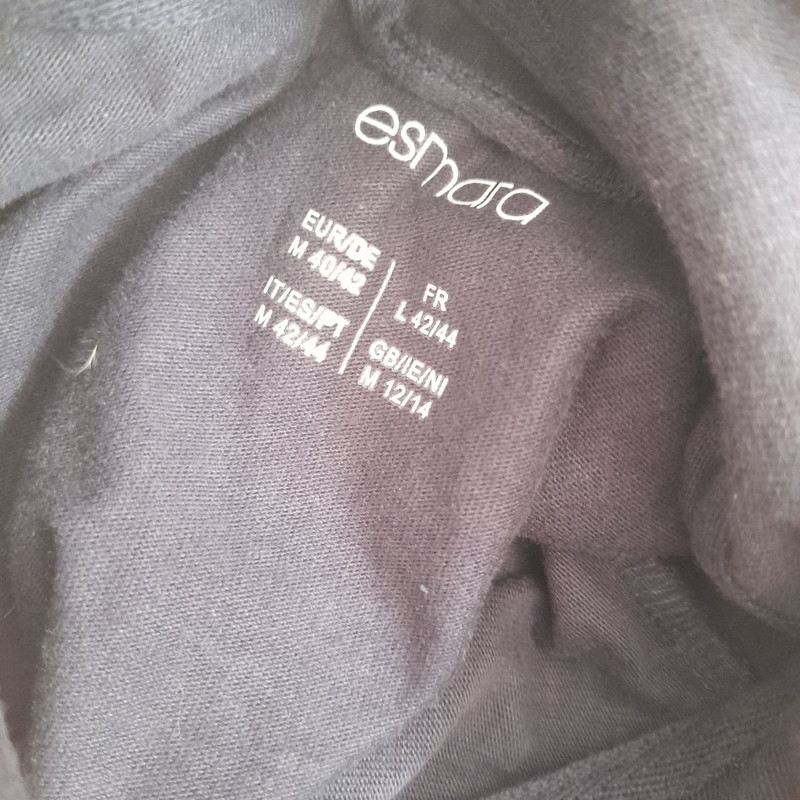 esmara
EUR/DE
M 40/42
IT/ES/PT
M 42/44
FR
L 42/44
GB/IE/NI
M 12/14